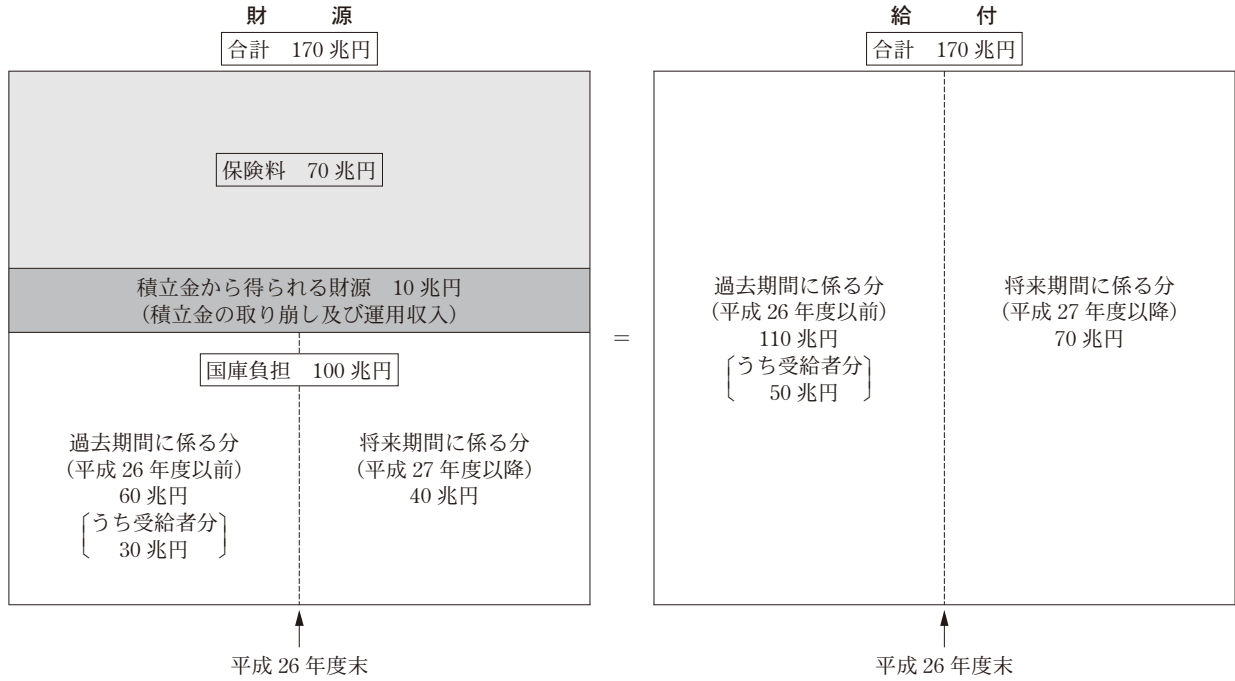 財　源
合計　170 兆円
保険料　70 兆円
積立金から得られる財源　10 兆円
（積立金の取り崩し及び運用収入）
国庫負担　100 兆円
過去期間に係る分
（平成 26 年度以前）
60 兆円
〔うち受給者分
30 兆円〕
将来期間に係る分
（平成 27 年度以降）
40 兆円
平成 26 年度末
＝
給　付
合計　170 兆円
過去期間に係る分
（平成 26 年度以前）
110 兆円
〔うち受給者分
50 兆円〕
将来期間に係る分
（平成 27 年度以降）
70 兆円
平成 26 年度末